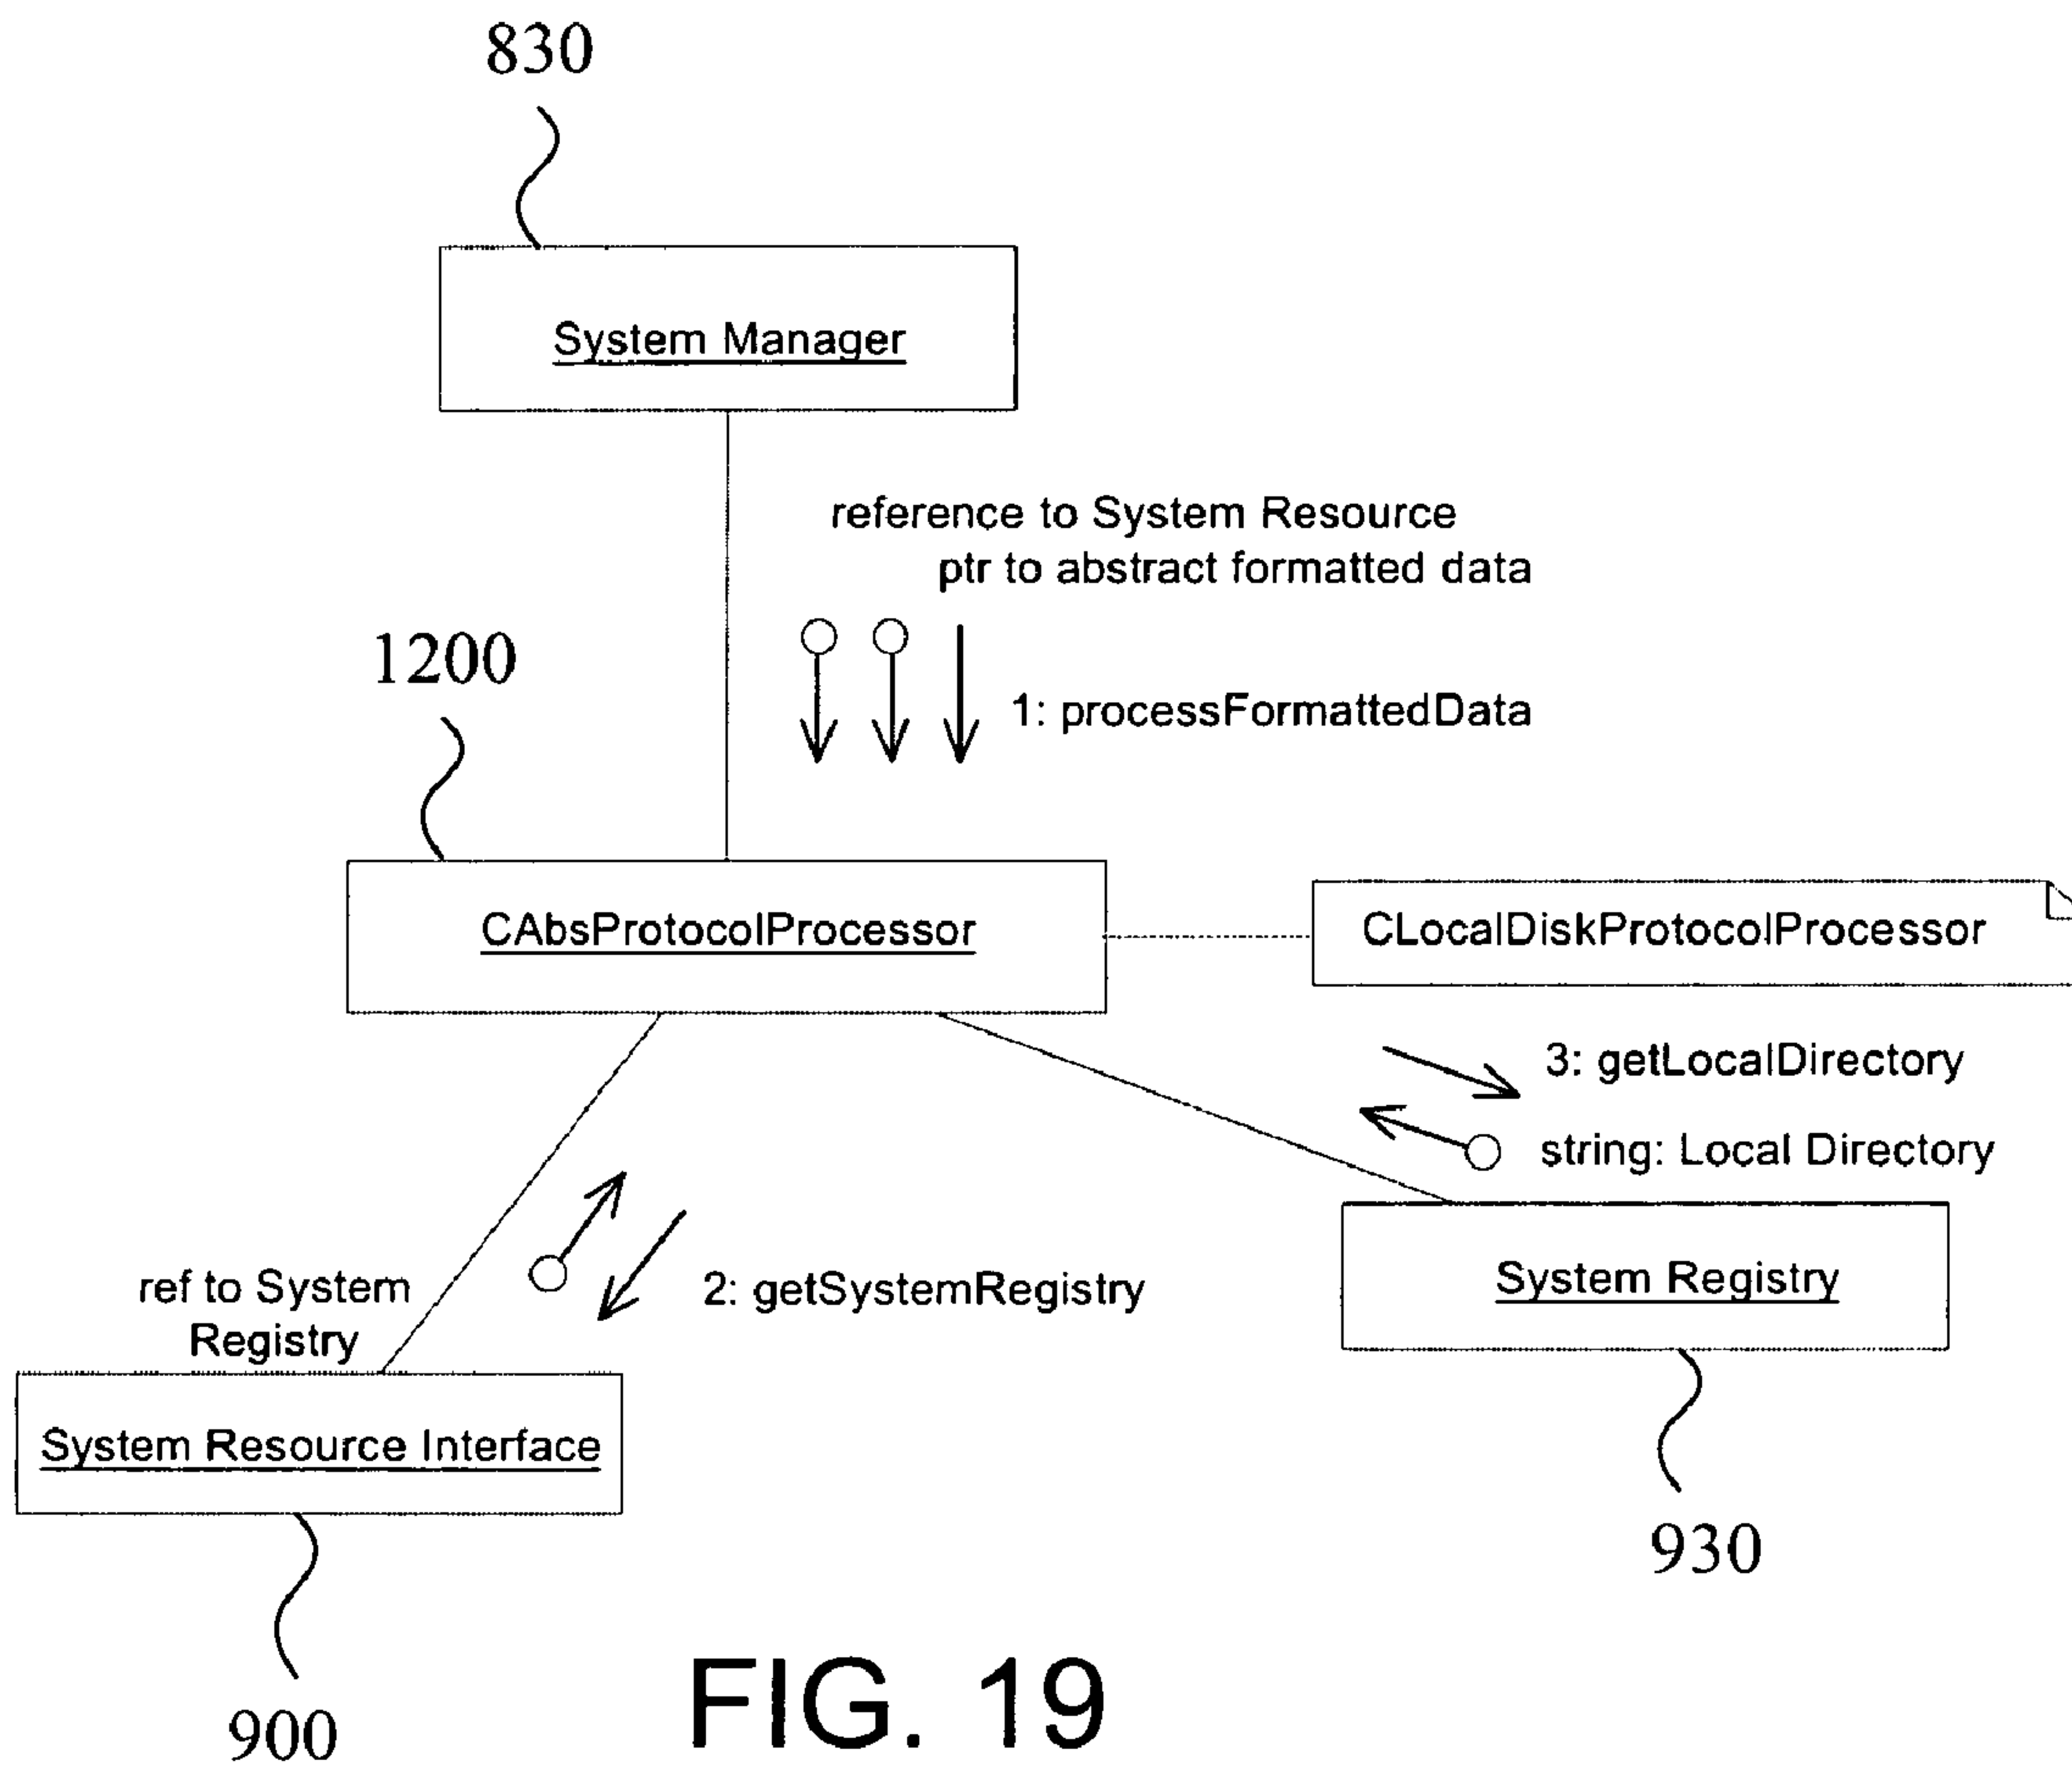 830
System Manager
reference to System Resource
ptr to abstract formatted data
1200
1: processFormattedData
CAbsProtocolProcessor
CLocalDiskProtocolProcessor
3: getLocalDirectory
string: Local Directory
ref to System
Registry
2: getSystemRegistry
System Registry
System Resource Interface
930
900
FIG. 19